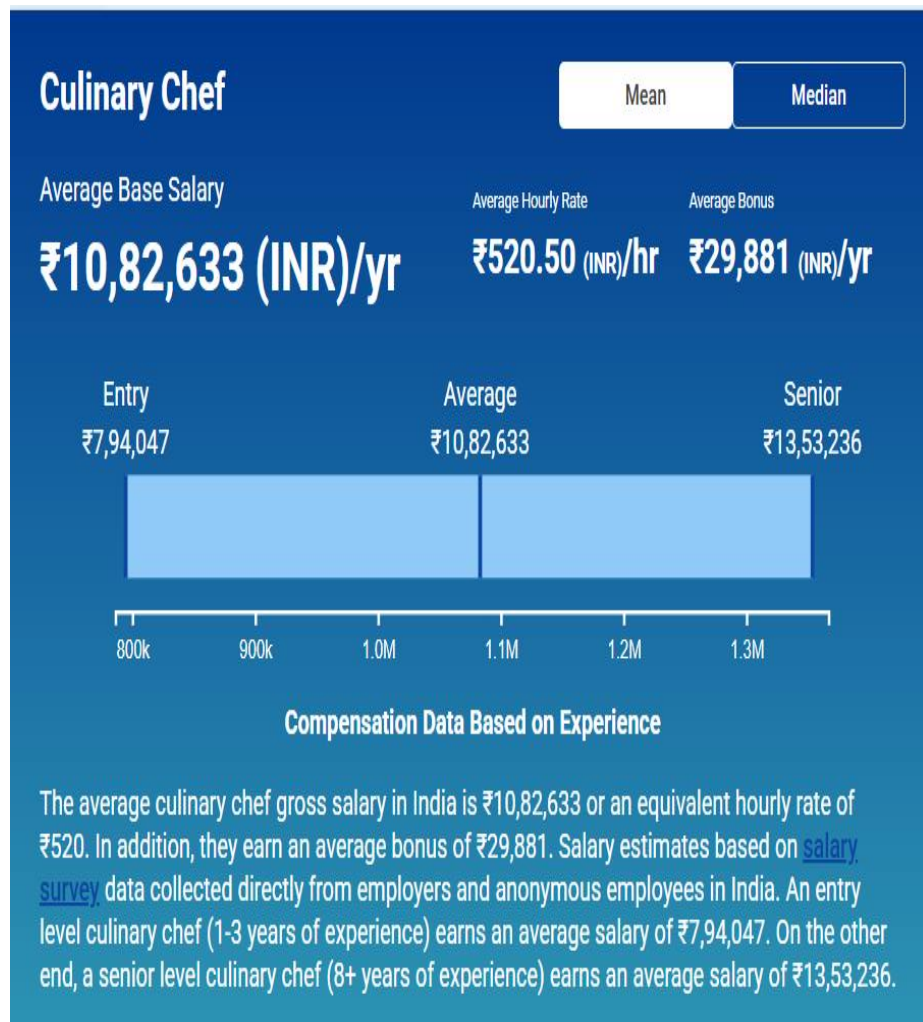 Culinary Chef
Mean
Median
Average Base Salary
₹10,82,633 (INR)/yr
Average Hourly Rate
₹520.50 (INR)/hr
Average Bonus
₹29,881 (INR)/yr
Entry
₹7,94,047
Average
₹10,82,633
Senior
₹13,53,236
800k 900k 1.0M 1.1M 1.2M 1.3M
Compensation Data Based on Experience
The average culinary chef gross salary in India is ₹10,82,633 or an equivalent hourly rate of
₹520. In addition, they earn an average bonus of ₹29,881. Salary estimates based on salary
survey data collected directly from employers and anonymous employees in India. An entry
level culinary chef (1-3 years of experience) earns an average salary of ₹7,94,047. On the other
end, a senior level culinary chef (8+ years of experience) earns an average salary of ₹13,53,236.